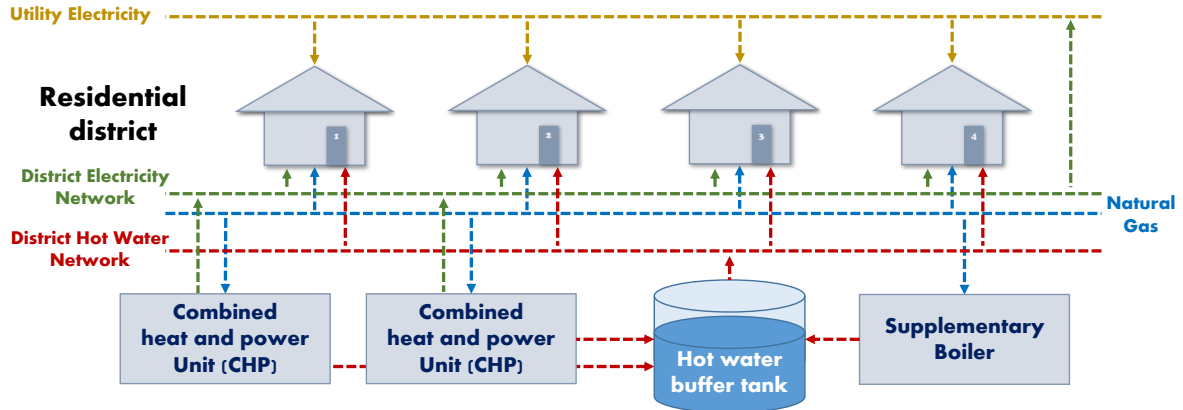 Utility Electricity
Residential
district
1
2
3
4
District Electricity
Network
Natural
Gas
District Hot Water
Network
Combined
heat and power
Unit (CHP)
Combined
heat and power
Unit (CHP)
Hot water
buffer tank
Supplementary
Boiler